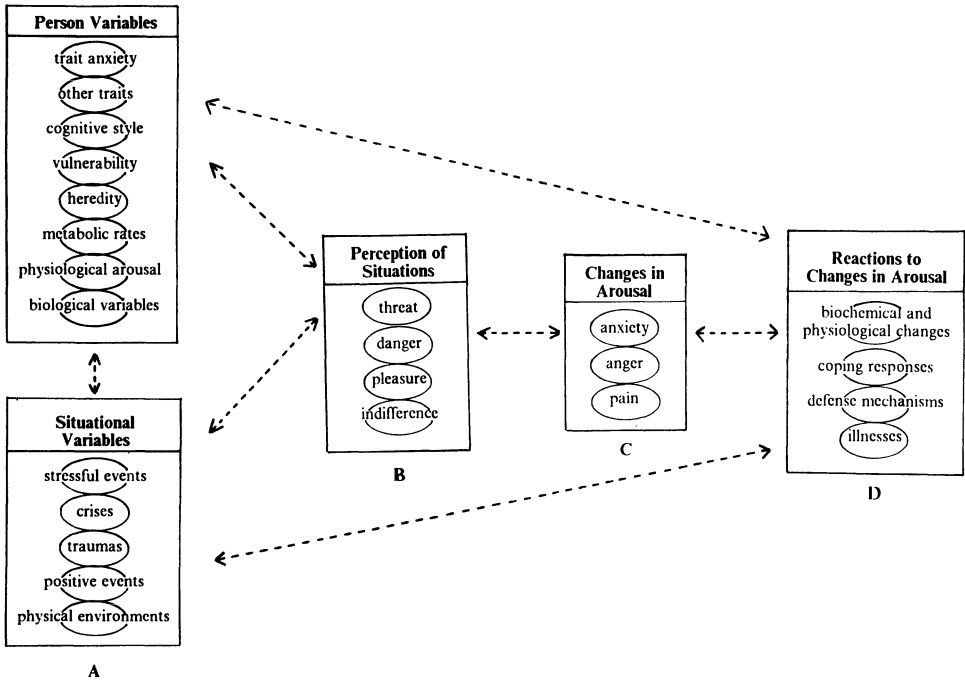 Person Variables
trait anxiety
other traits
cognitive style
vulnerability
heredity
metabolic rates
physiological arousal
biological variables
Situational
Variables
stressful events
crises
traumas
positive events
physical environments
A
Perception of
Situations
threat
danger
pleasure
indifference
B
Changes in
Arousal
anxiety
anger
pain
C
Reactions to
Changes in Arousal
biochemical and
physiological changes
coping responses
defense mechanisms
illnesses
D